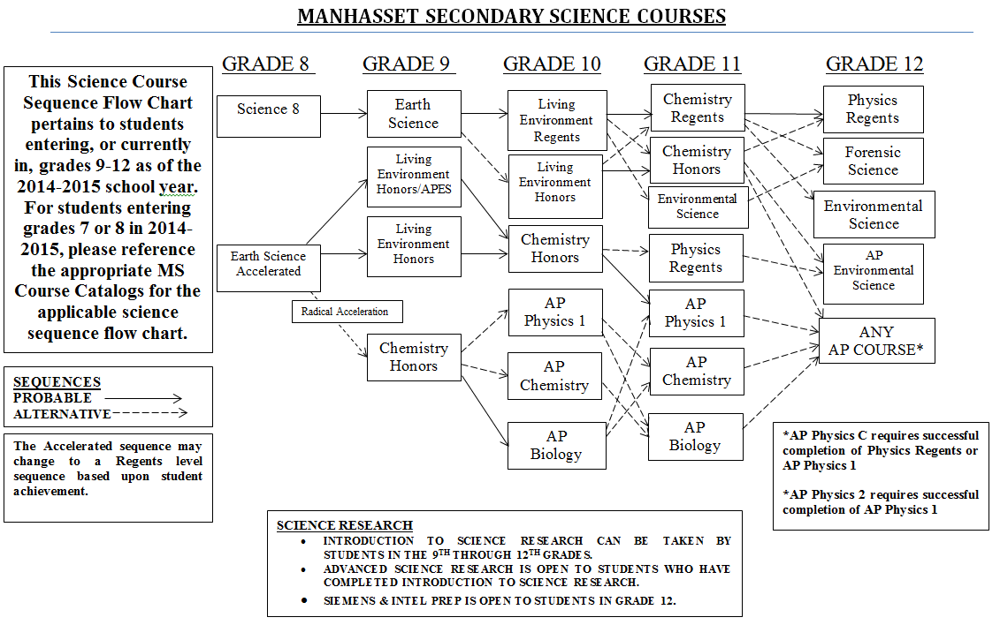 MANHASSET SECONDARY SCIENCE COURSES
This Science Course
Sequence Flow Chart
pertains to students
entering, or currently
in, grades 9-12 as of the
2014-2015 school year.
For students entering
grades 7 or 8 in 2014-
2015, please reference
the appropriate MS
Course Catalogs for the
applicable science
sequence flow chart.
SEQUENCES
PROBABLE
ALTERNATIVE
The Accelerated sequence may
change to a Regents level
sequence based upon student
achievement.
GRADE 8
Science 8
Earth Science
Accelerated
Radical Acceleration
GRADE 9
Earth
Science
Living
Environment
Honors/APES
Living
Environment
Honors
Chemistry
Honors
GRADE 10
Living
Environment
Regents
Living
Environment
Honors
Chemistry
Honors
AP
Physics 1
AP
Chemistry
AP
Biology
GRADE 11
Chemistry
Regents
Chemistry
Honors
Environmental
Science
Physics
Regents
AP
Physics 1
AP
Chemistry
AP
Biology
GRADE 12
Physics
Regents
Forensic
Science
Environmental
Science
AP
Environmental
Science
ANY
AP COURSE*
*AP Physics C requires successful
completion of Physics Regents or
AP Physics 1
*AP Physics 2 requires successful
completion of AP Physics 1
SCIENCE RESEARCH
• INTRODUCTION TO SCIENCE RESEARCH CAN BE TAKEN BY
STUDENTS IN THE 9TH THROUGH 12TH GRADES.
• ADVANCED SCIENCE RESEARCH IS OPEN TO STUDENTS WHO HAVE
COMPLETED INTRODUCTION TO SCIENCE RESEARCH.
• SIEMENS & INTEL PREP IS OPEN TO STUDENTS IN GRADE 12.